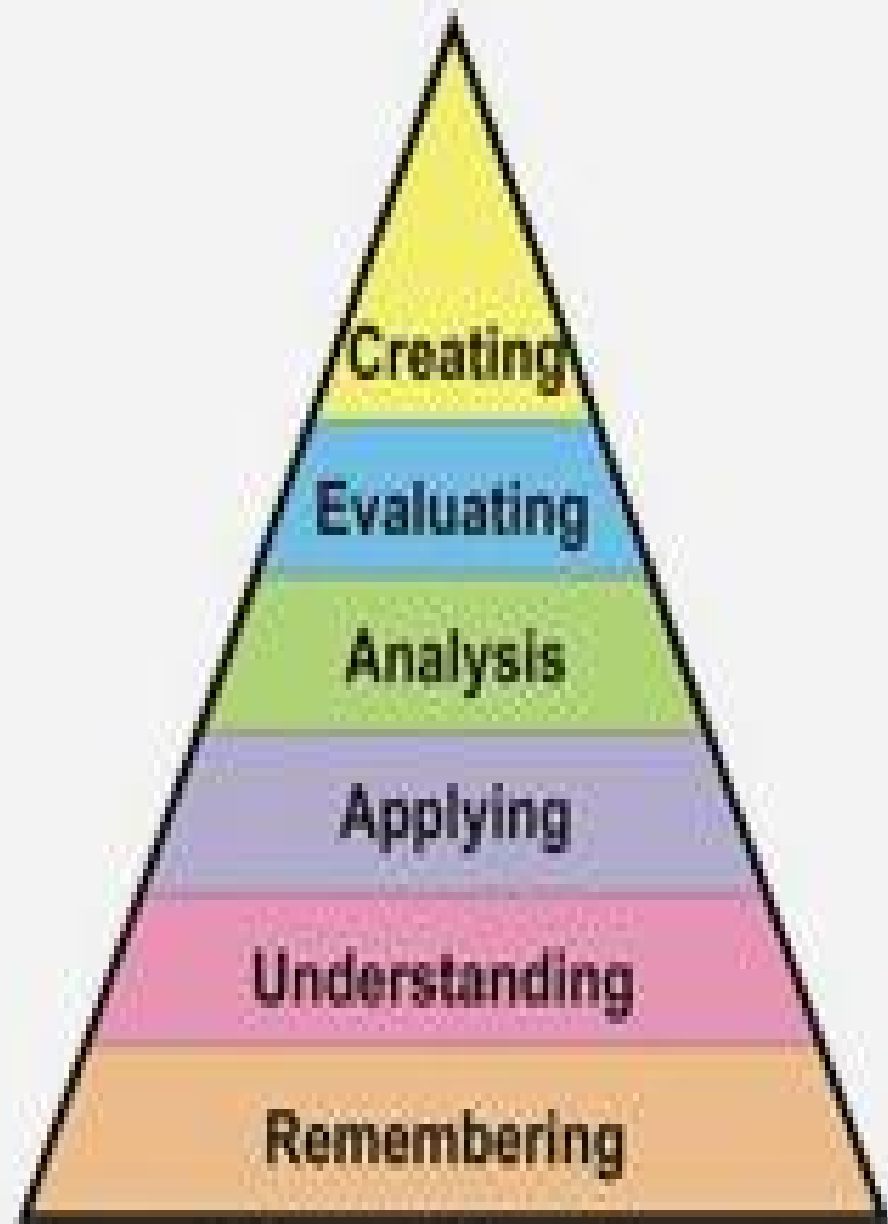 Creating
Evaluating
Analysis
Applying
Understanding
Remembering